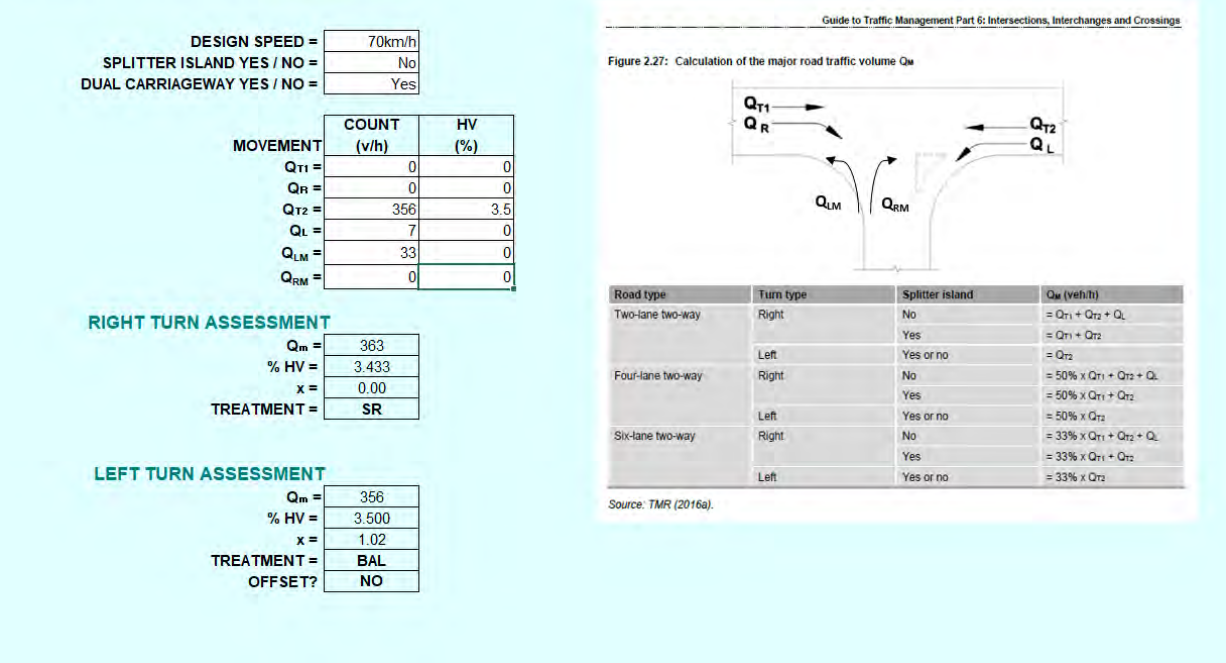 DESIGN SPEED = 70km/h
SPLITTER ISLAND YES / NO = No
DUAL CARRIAGEWAY YES / NO = Yes
MOVEMENT COUNT (v/h) HV (%)
QT1 = 0 0
QR = 0 0
QT2 = 356 3.5
QL = 7 0
QLM = 33 0
QRM = 0 0
RIGHT TURN ASSESSMENT
Qm = 363
% HV = 3.433
x = 0.00
TREATMENT = SR
LEFT TURN ASSESSMENT
Qm = 356
% HV = 3.500
x = 1.02
TREATMENT = BAL
OFFSET? NO
Guide to Traffic Management Part 6: Intersections, Interchanges and Crossings
Figure 2.27: Calculation of the major road traffic volume QM
QT1
QR
QT2
QL
QLM
QRM
Road type Turn type Splitter island QM (veh/h)
Two-lane two-way Right No = QT1 + QT2 + QL
Yes = QT1 + QT2
Left Yes or no = QT2
Four-lane two-way Right No = 50% x QT1 + QT2 + QL
Yes = 50% x QT1 + QT2
Left Yes or no = 50% x QT2
Six-lane two-way Right No = 33% x QT1 + QT2 + QL
Yes = 33% x QT1 + QT2
Left Yes or no = 33% x QT2
Source: TMR (2016a).